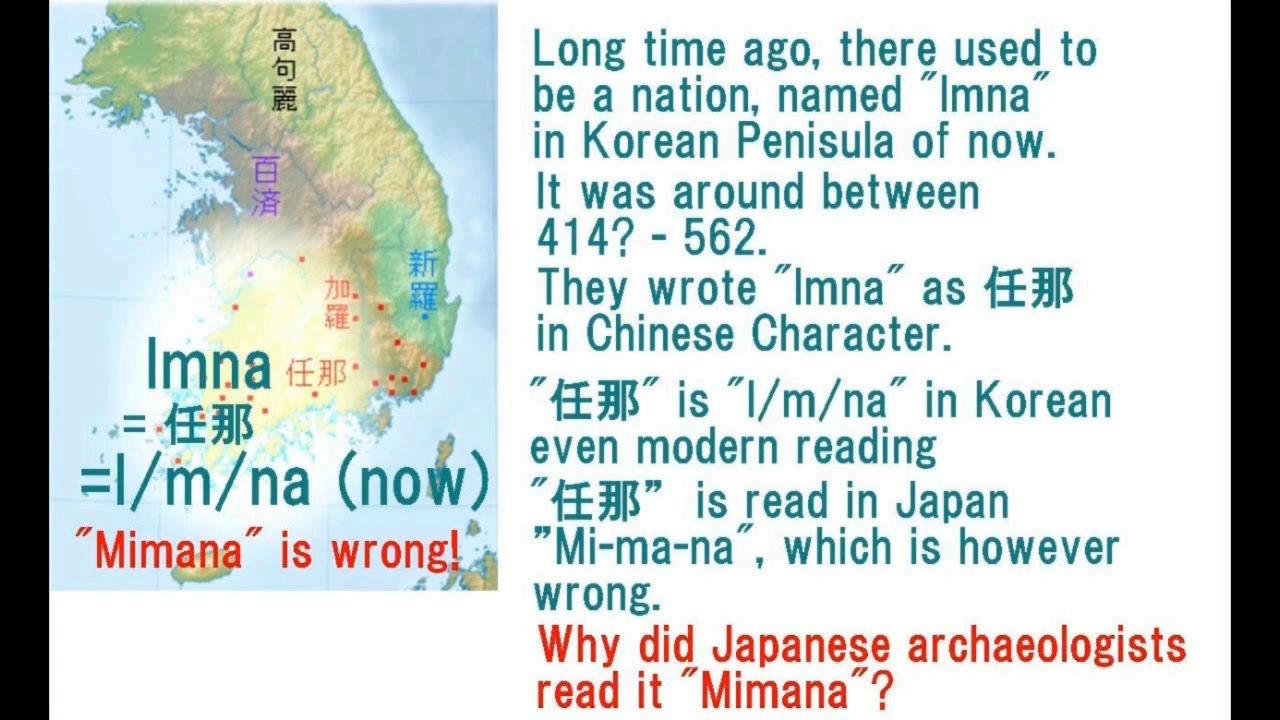 高句麗
百済
新羅
加羅
任那
Imna
= 任那
=I/m/na (now)
"Mimana" is wrong!
Long time ago, there used to
be a nation, named "Imna"
in Korean Penisula of now.
It was around between
414? - 562.
They wrote "Imna" as 任那
in Chinese Character.
"任那" is "I/m/na" in Korean
even modern reading
"任那” is read in Japan
”Mi-ma-na", which is however
wrong.
Why did Japanese archaeologists
read it "Mimana"?